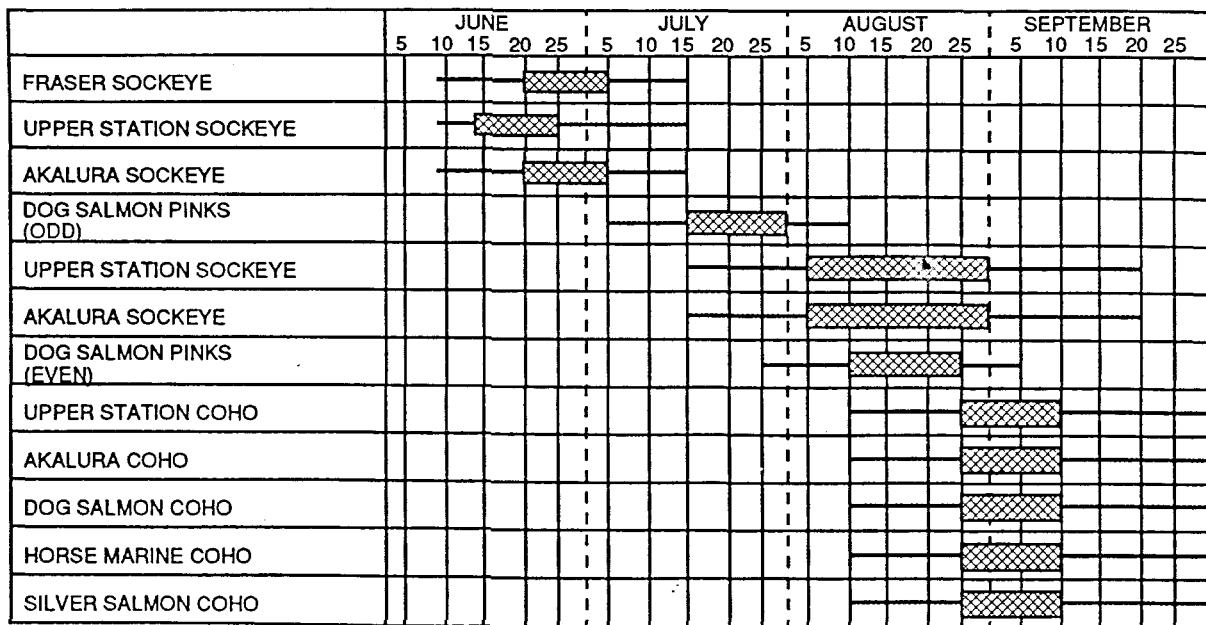 JUNE JULY AUGUST SEPTEMBER
5 10 15 20 25 5 10 15 20 25 5 10 15 20 25 5 10 15 20 25
FRASER SOCKEYE
UPPER STATION SOCKEYE
AKALURA SOCKEYE
DOG SALMON PINKS
(ODD)
UPPER STATION SOCKEYE
AKALURA SOCKEYE
DOG SALMON PINKS
(EVEN)
UPPER STATION COHO
AKALURA COHO
DOG SALMON COHO
HORSE MARINE COHO
SILVER SALMON COHO